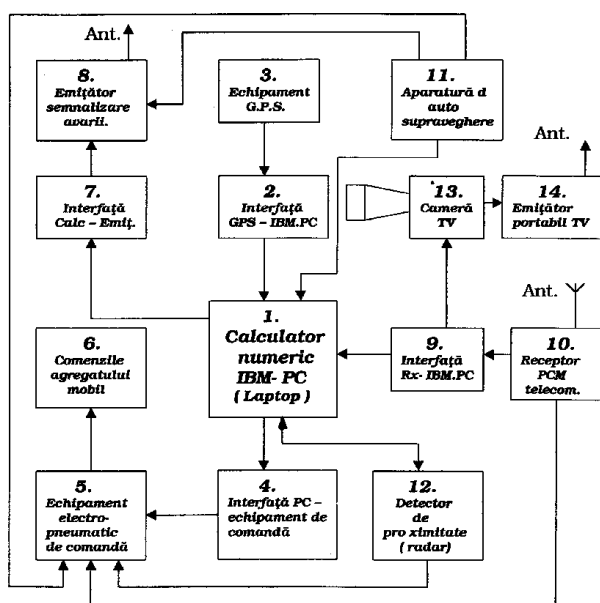 Ant.
8.
Emițător
semnalizare
avarii.
3.
Echipament
G.P.S.
11.
Aparatură d
auto
supraveghere
Ant.
7.
Interfață
Calc - Emiț.
2.
Interfață
GPS - IBM.PC
13.
Cameră
TV
14.
Emițător
portabil TV
1.
Calculator
numeric
IBM- PC
( Laptop )
Ant.
6.
Comenzile
agregatului
mobil
9.
Interfață
Rx- IBM.PC
10.
Receptor
PCM
telecom.
5.
Echipament
electro-
pneumatic
de comandă
4.
Interfață PC –
echipament de
comandă
12.
Detector
de
pro ximitate
( radar)